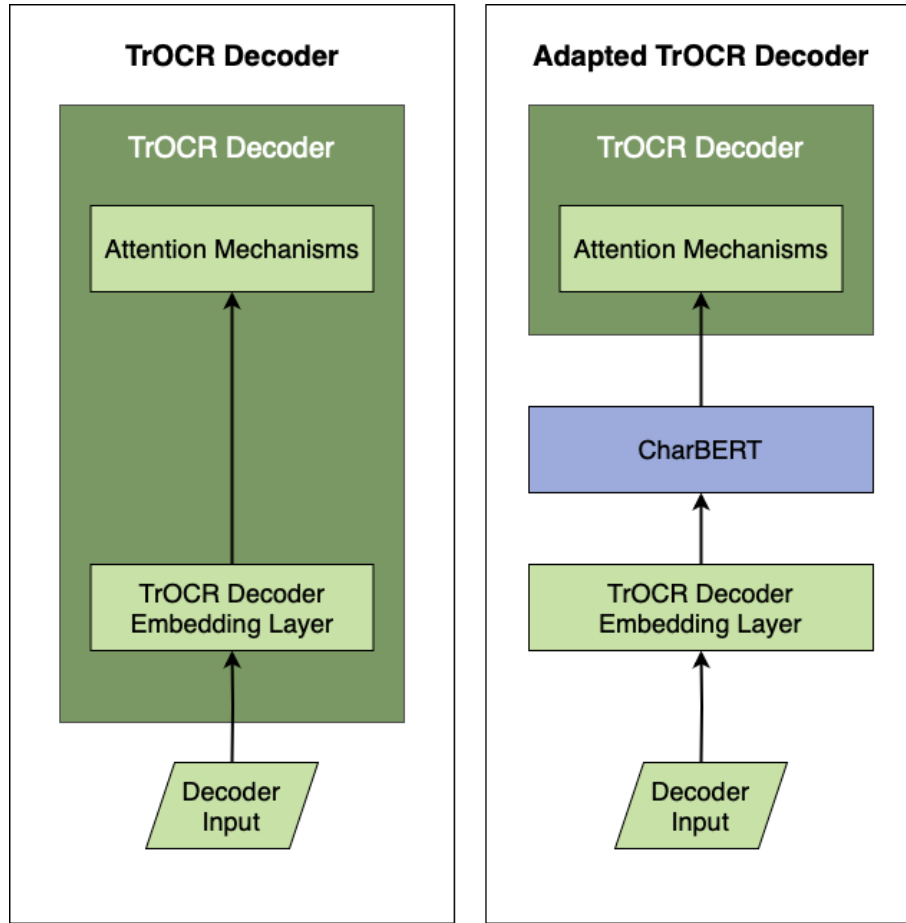 TrOCR Decoder
TrOCR Decoder
Attention Mechanisms
TrOCR Decoder
Embedding Layer
Decoder
Input
Adapted TrOCR Decoder
TrOCR Decoder
Attention Mechanisms
CharBERT
TrOCR Decoder
Embedding Layer
Decoder
Input